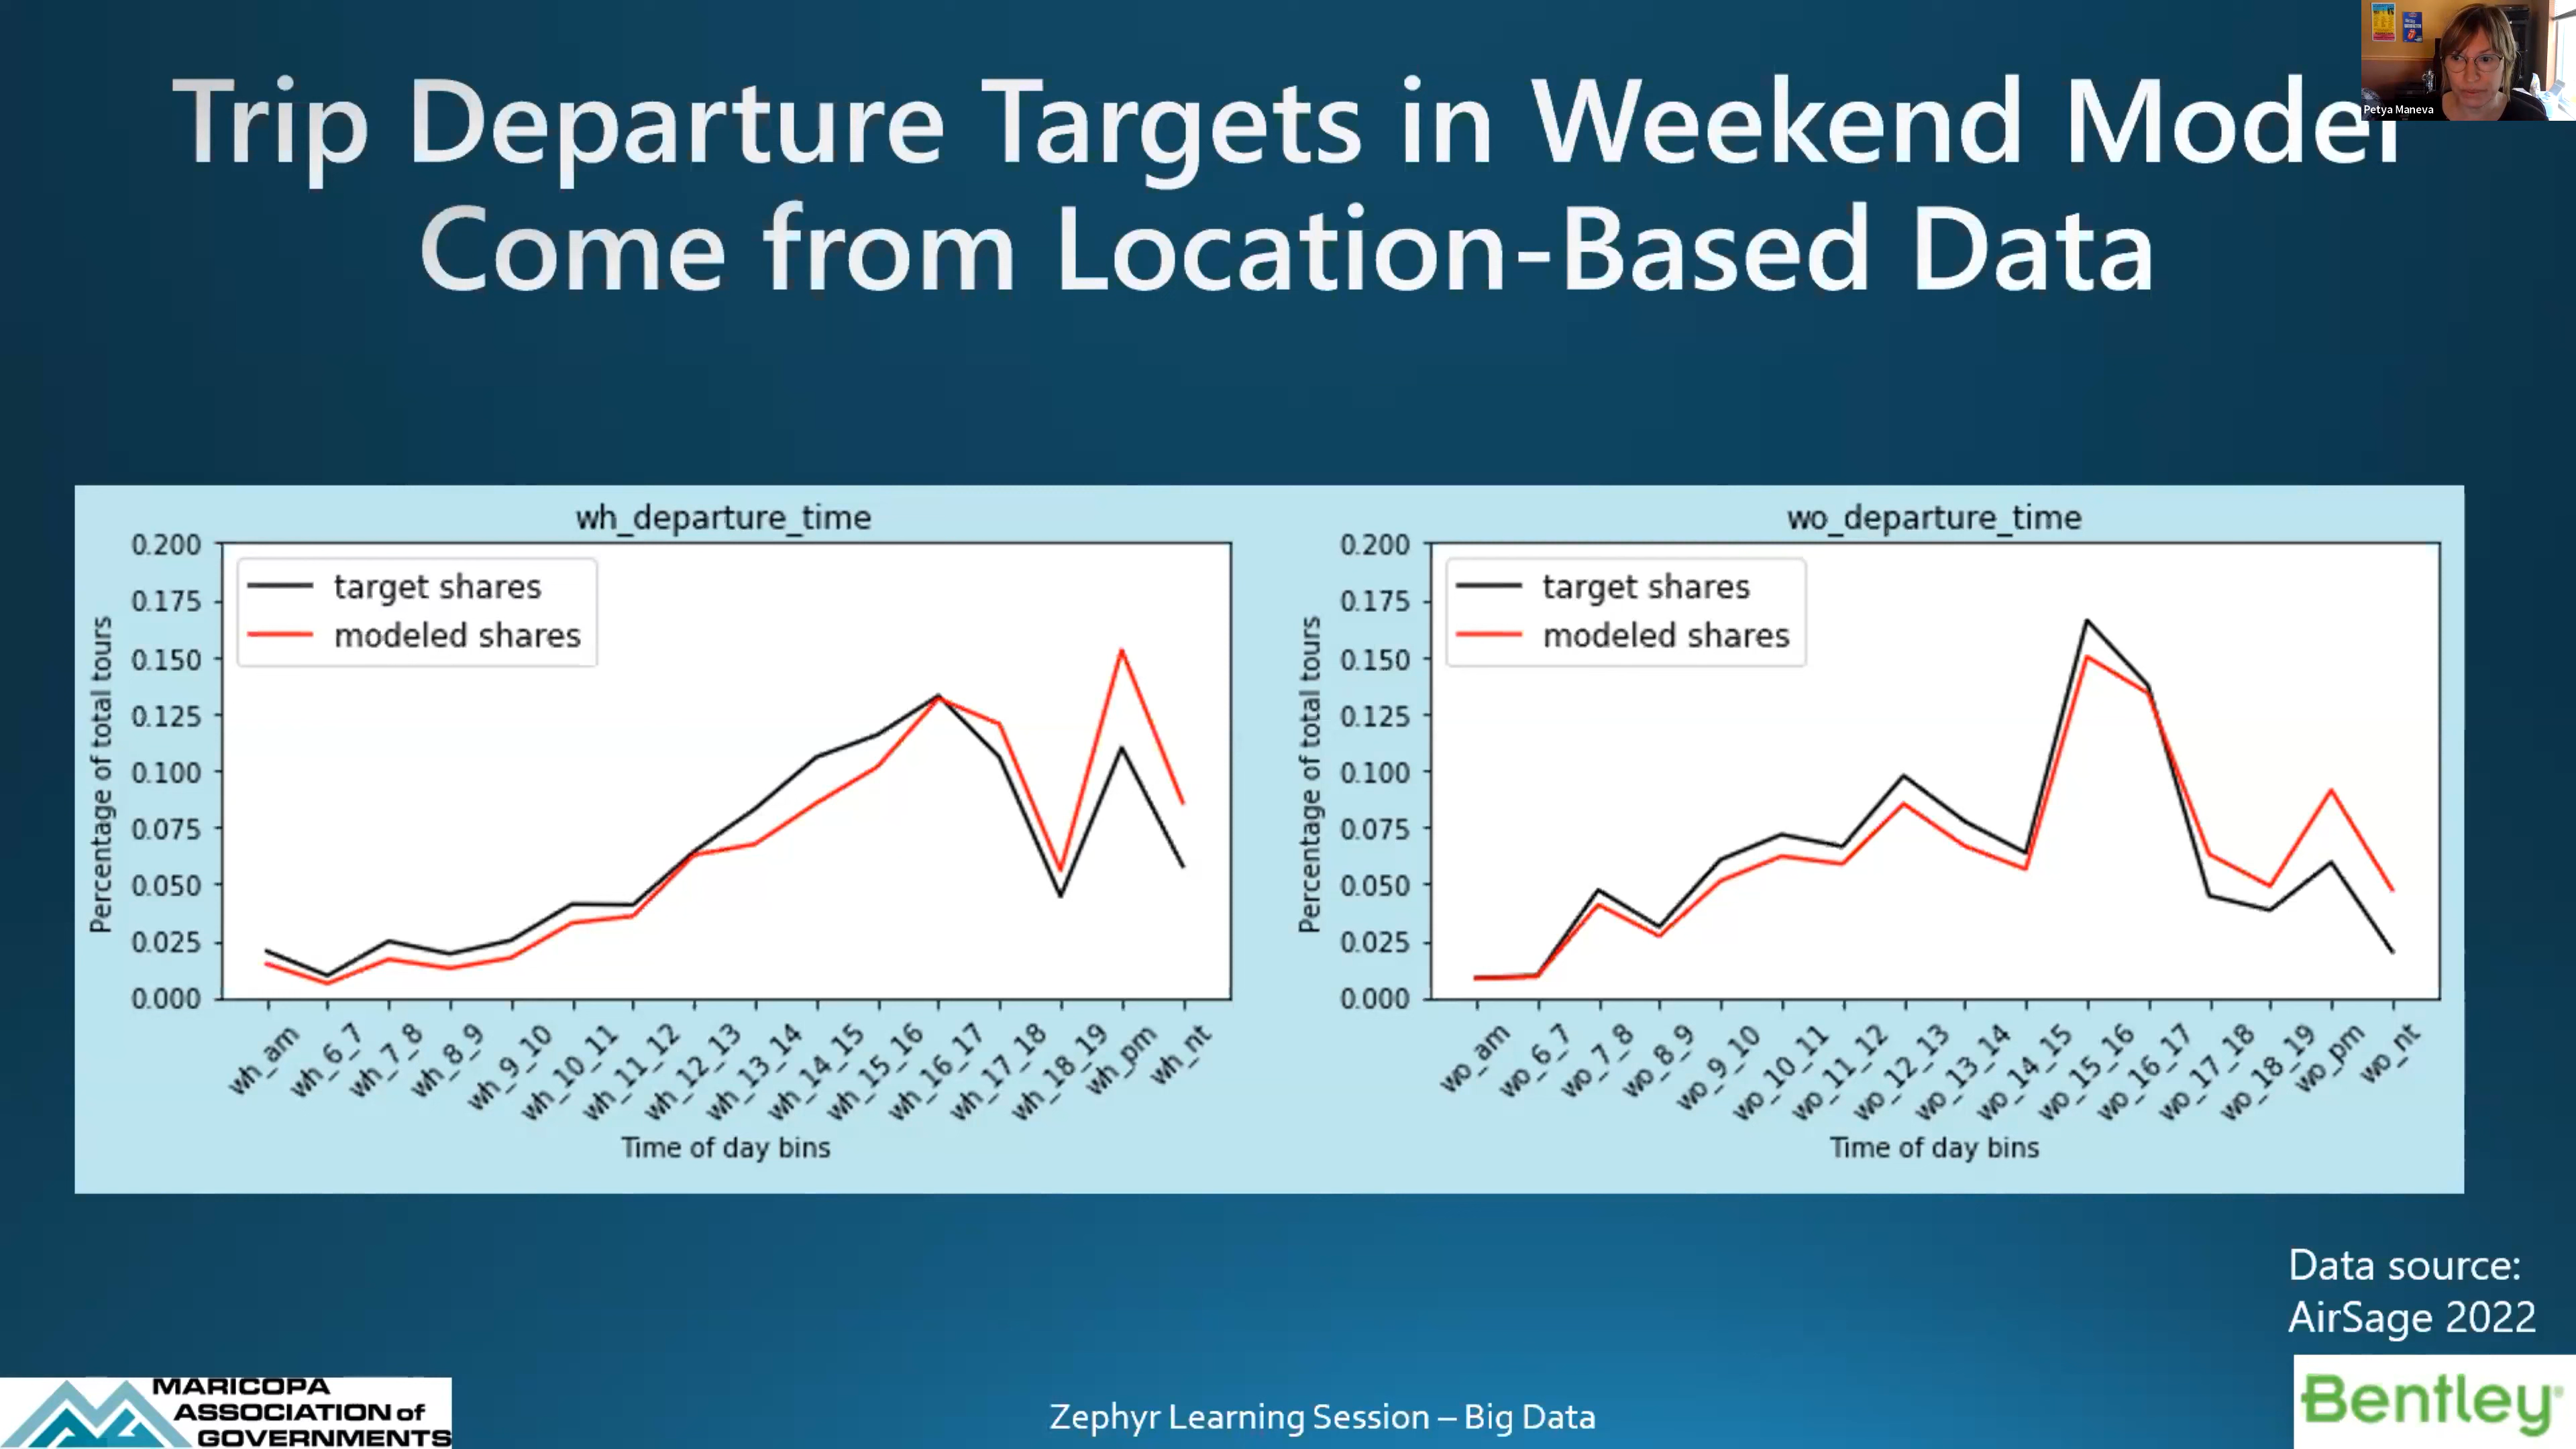 Trip Departure Targets in Weekend Model
Come from Location-Based Data
Petya Maneva
wh_departure_time
0.200
0.175
0.150
0.125
0.100
0.075
0.050
0.025
0.000
Percentage of total tours
target shares
modeled shares
wh_am
wh_6_7
wh_7_8
wh_8_9
wh_9_10
wh_10_11
wh_11_12
wh_12_13
wh_13_14
wh_14_15
wh_15_16
wh_16_17
wh_17_18
wh_18_19
wh_pm
wh_nt
Time of day bins
wo_departure_time
0.200
0.175
0.150
0.125
0.100
0.075
0.050
0.025
0.000
Percentage of total tours
target shares
modeled shares
wo_am
wo_6_7
wo_7_8
wo_8_9
wo_9_10
wo_10_11
wo_11_12
wo_12_13
wo_13_14
wo_14_15
wo_15_16
wo_16_17
wo_17_18
wo_18_19
wo_pm
wo_nt
Time of day bins
Data source:
AirSage 2022
MARICOPA
ASSOCIATION of
GOVERNMENTS
Zephyr Learning Session – Big Data
Bentley®